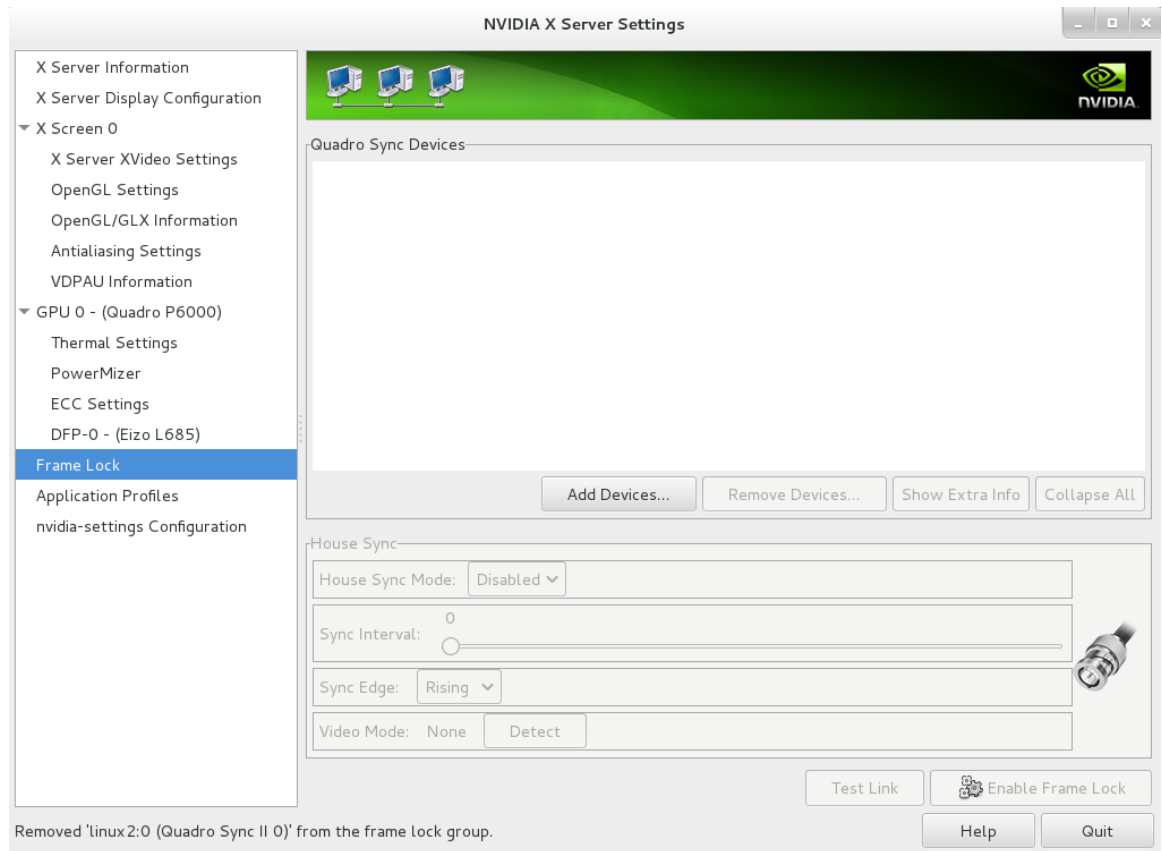 NVIDIA X Server Settings
X Server Information
X Server Display Configuration
X Screen 0
X Server XVideo Settings
OpenGL Settings
OpenGL/GLX Information
Antialiasing Settings
VDPAU Information
GPU 0 - (Quadro P6000)
Thermal Settings
PowerMizer
ECC Settings
DFP-0 - (Eizo L685)
Frame Lock
Application Profiles
nvidia-settings Configuration
NVIDIA.
Quadro Sync Devices
Add Devices... Remove Devices... Show Extra Info Collapse All
House Sync
House Sync Mode: Disabled
0
Sync Interval:
Sync Edge: Rising
Video Mode: None Detect
Test Link Enable Frame Lock
Removed 'linux2:0 (Quadro Sync II 0)' from the frame lock group. Help Quit